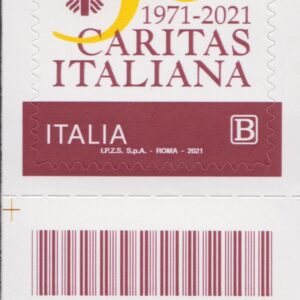 1971-2021
CARITAS
ITALIANA
ITALIA B
I.P.Z.S. S.p.A. - ROMA - 2021